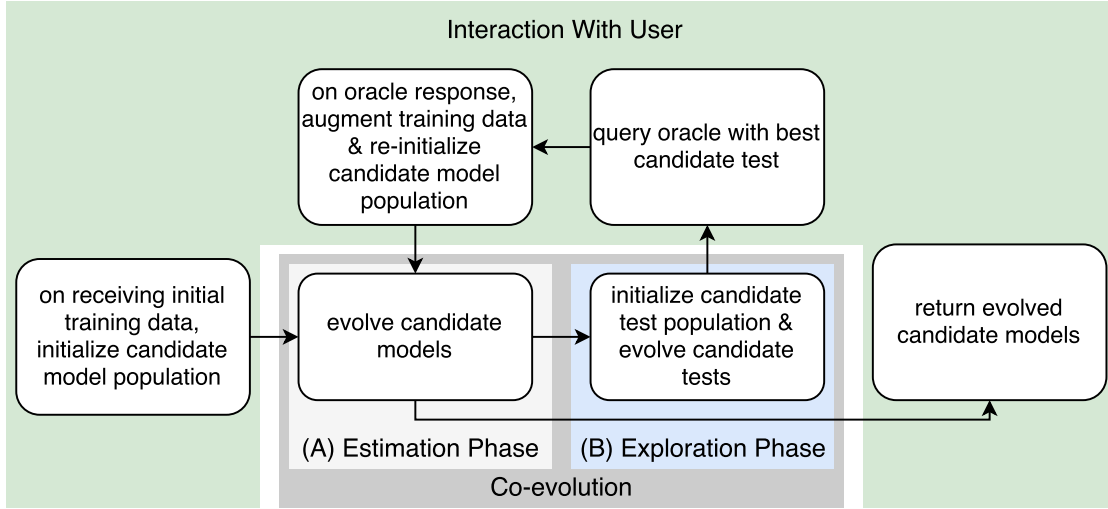 Interaction With User
on oracle response,
augment training data
& re-initialize
candidate model
population
query oracle with best
candidate test
on receiving initial
training data,
initialize candidate
model population
evolve candidate
models
initialize candidate
test population &
evolve candidate
tests
return evolved
candidate models
(A) Estimation Phase
(B) Exploration Phase
Co-evolution